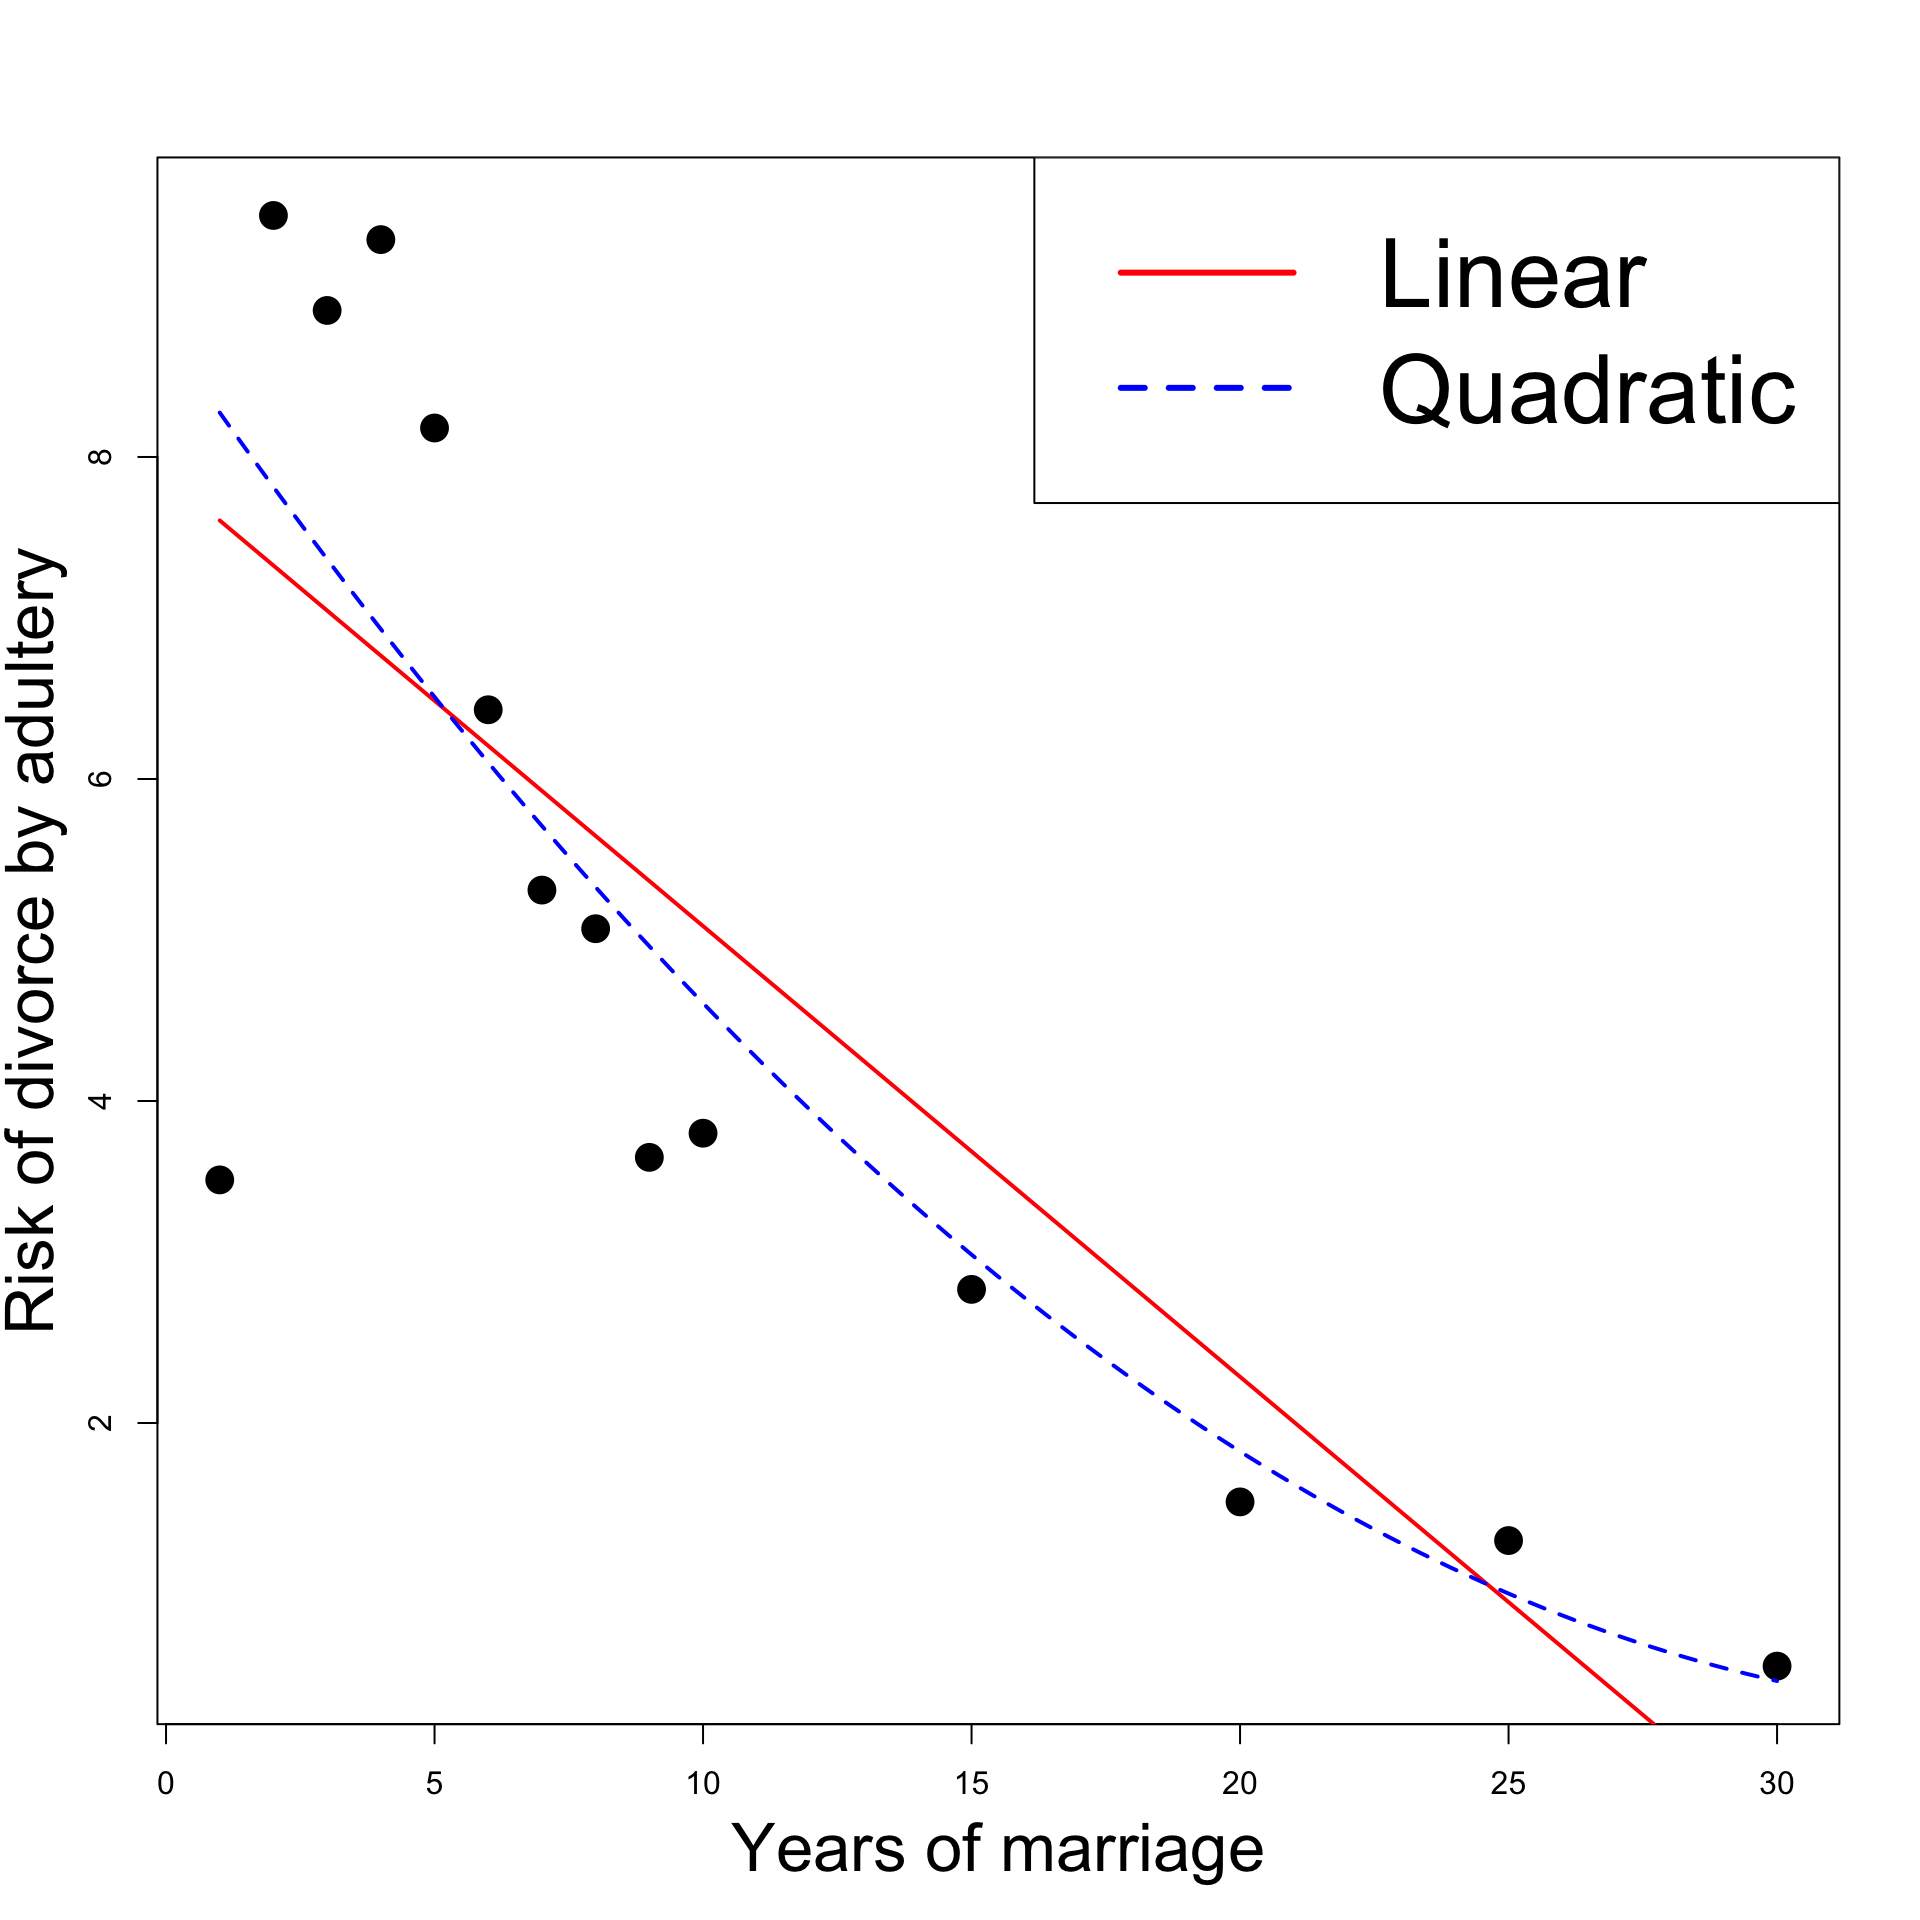 Linear
Quadratic
Risk of divorce by adultery
8
6
4
2
0 5 10 15 20 25 30
Years of marriage